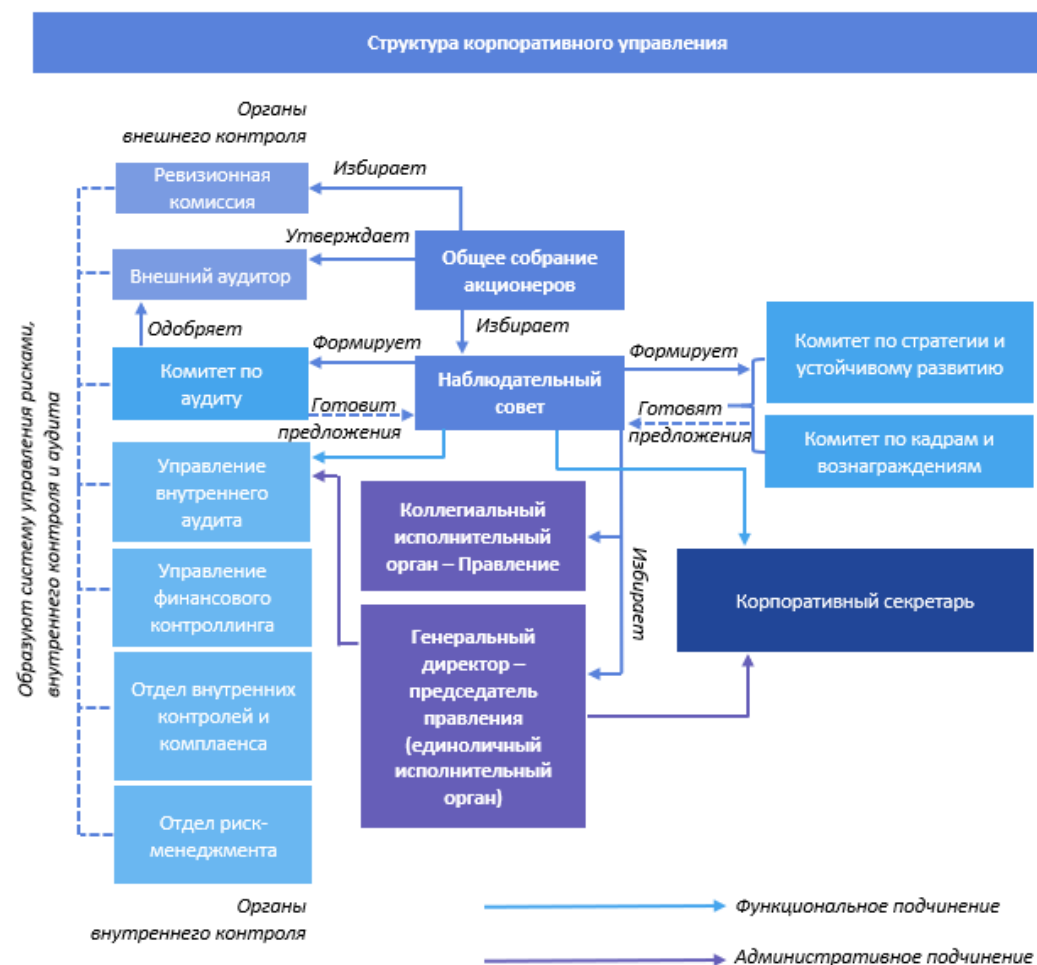 Структура корпоративного управления
Органы
внешнего контроля
Ревизионная
комиссия
Избирает
Утверждает
Общее собрание
акционеров
Внешний аудитор
Одобряет
Избирает
Формирует
Комитет по
аудиту
Наблюдательный
совет
Формирует
Комитет по стратегии и
устойчивому развитию
Готовит
предложения
Готовят
предложения
Комитет по кадрам и
вознаграждениям
Образуют систему управления рисками,
внутреннего контроля и аудита
Управление
внутреннего
аудита
Коллегиальный
исполнительный
орган – Правление
Избирает
Управление
финансового
контроллинга
Корпоративный секретарь
Генеральный
директор –
председатель
правления
(единоличный
исполнительный
орган)
Отдел внутренних
контролей и
комплаенса
Отдел риск-
менеджмента
Органы
внутреннего контроля
Функциональное подчинение
Административное подчинение